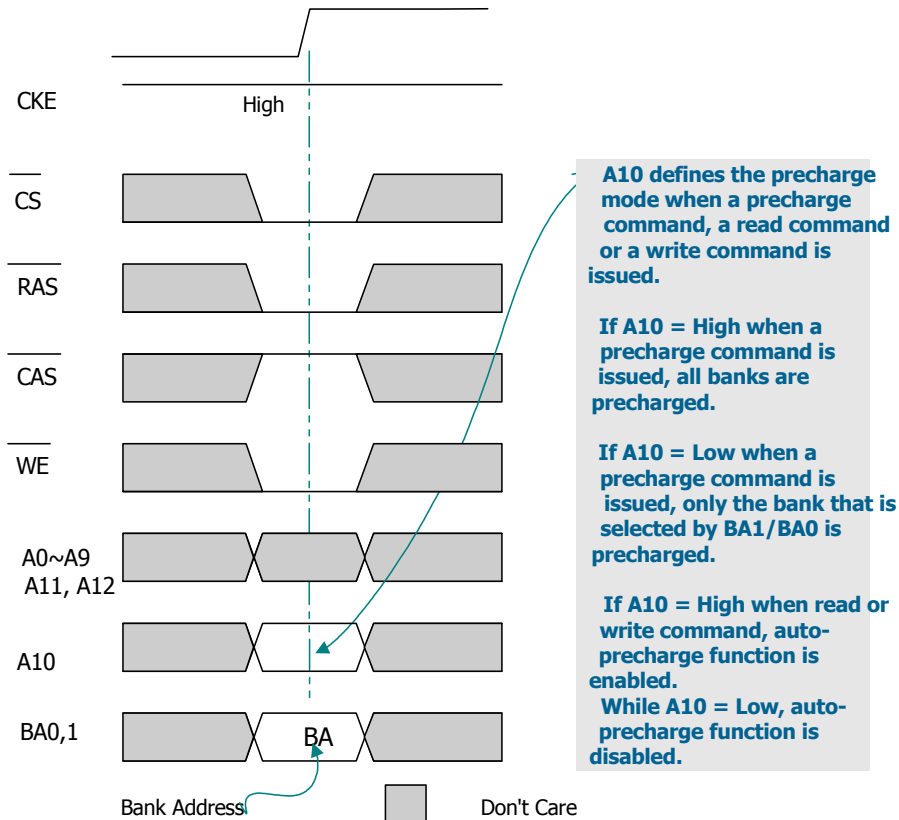 CKE
High
CS
RAS
CAS
WE
A0~A9
A11, A12
A10
BA0,1
BA
Bank Address
Don't Care
A10 defines the precharge
mode when a precharge
command, a read command
or a write command is
issued.
If A10 = High when a
precharge command is
issued, all banks are
precharged.
If A10 = Low when a
precharge command is
issued, only the bank that is
selected by BA1/BA0 is
precharged.
If A10 = High when read or
write command, auto-
precharge function is
enabled.
While A10 = Low, auto-
precharge function is
disabled.